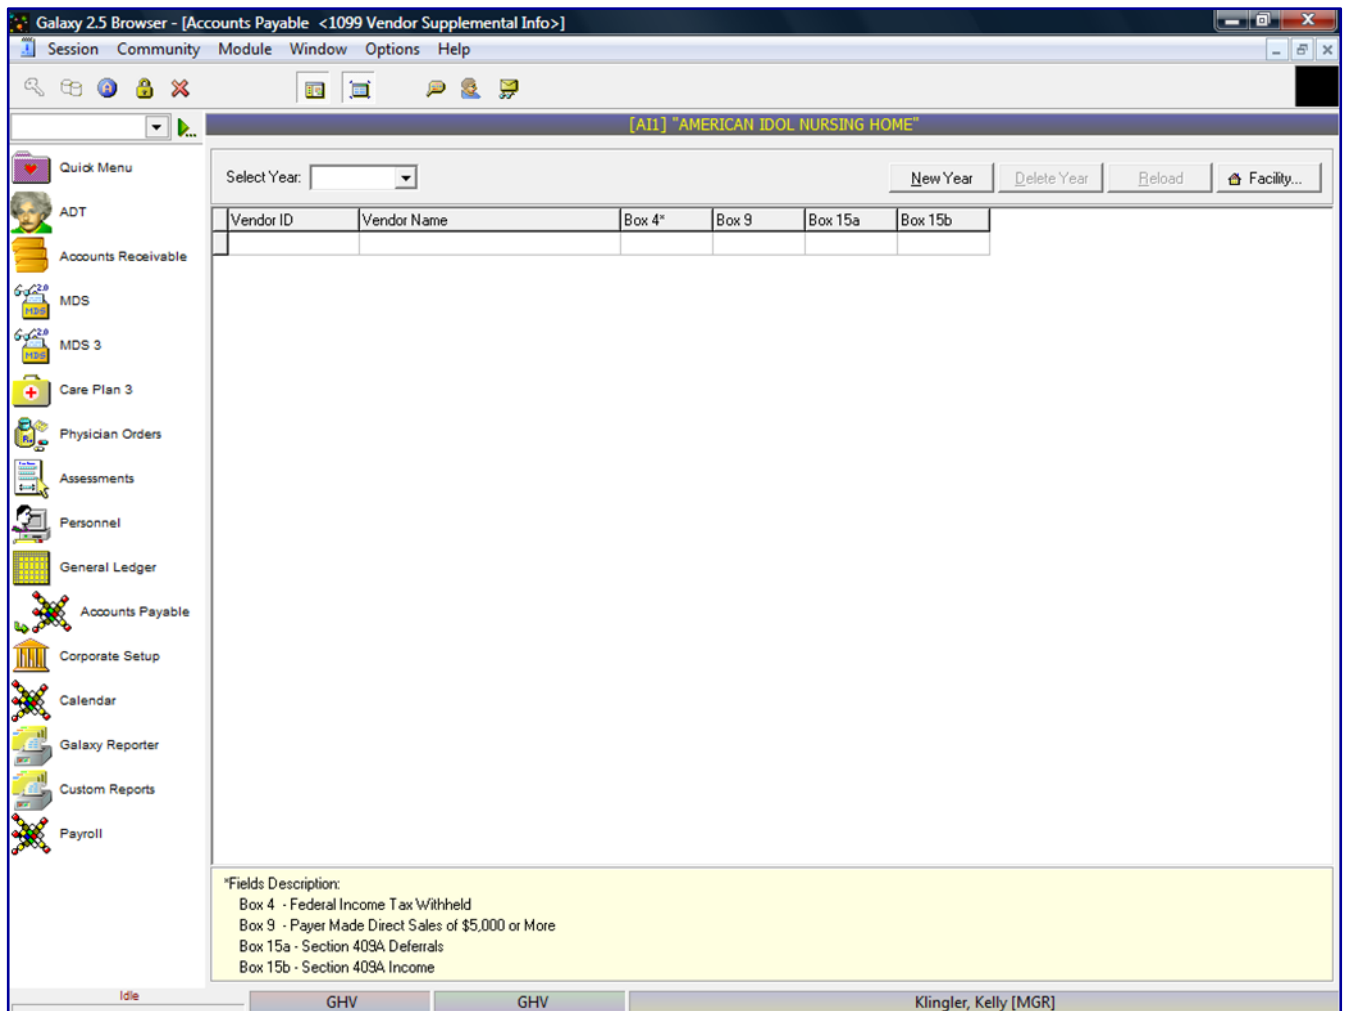 Galaxy 2.5 Browser - [Accounts Payable <1099 Vendor Supplemental Info>]
Session Community Module Window Options Help
[AI1] "AMERICAN IDOL NURSING HOME"
Select Year:
New Year Delete Year Reload Facility...
Vendor ID Vendor Name Box 4* Box 9 Box 15a Box 15b
Quick Menu
ADT
Accounts Receivable
MDS
MDS 3
Care Plan 3
Physician Orders
Assessments
Personnel
General Ledger
Accounts Payable
Corporate Setup
Calendar
Galaxy Reporter
Custom Reports
Payroll
*Fields Description:
Box 4 - Federal Income Tax Withheld
Box 9 - Payer Made Direct Sales of $5,000 or More
Box 15a - Section 409A Deferrals
Box 15b - Section 409A Income
Idle GHV GHV Klingler, Kelly [MGR]